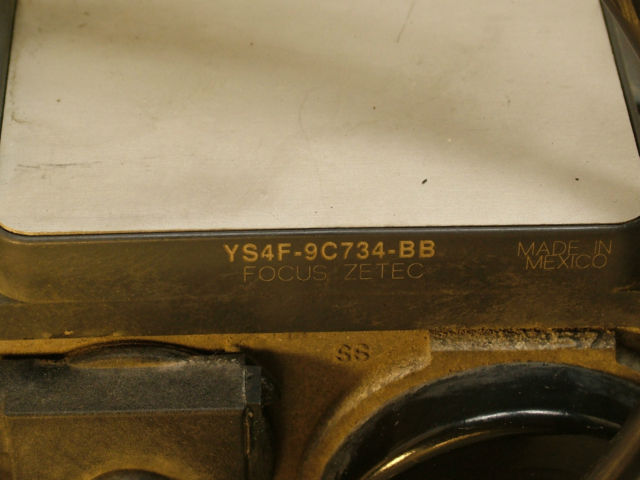 YS4F-9C734-BB
FOCUS ZETEC
MADE IN
MEXICO
SS